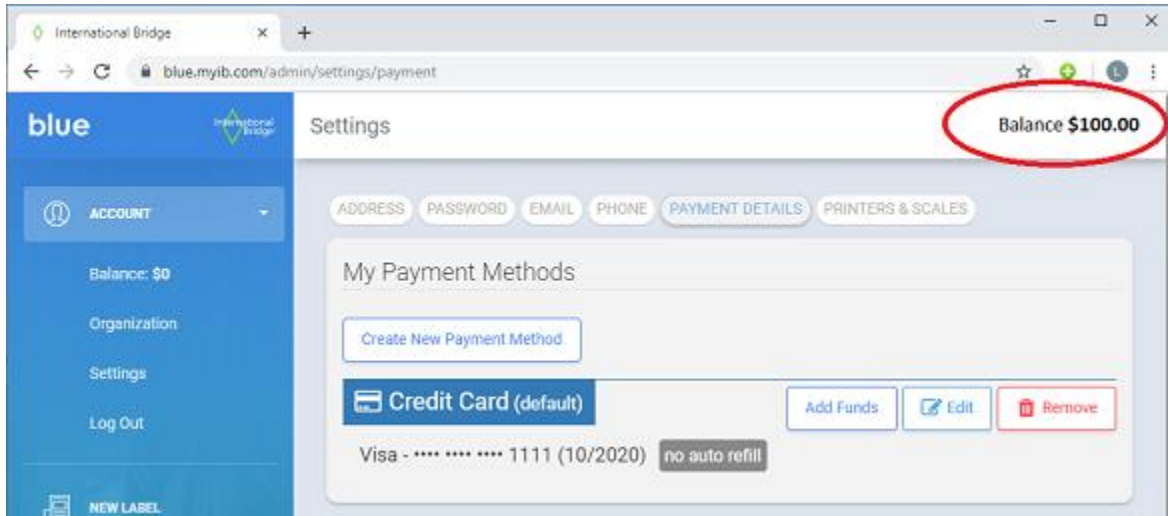 International Bridge
blue.myib.com/admin/settings/payment
L
blue International Bridge
Settings
Balance $100.00
ACCOUNT
Balance: $0
Organization
Settings
Log Out
NEW LABEL
ADDRESS PASSWORD EMAIL PHONE PAYMENT DETAILS PRINTERS & SCALES
My Payment Methods
Create New Payment Method
Credit Card (default) Add Funds Edit Remove
Visa - •••• •••• •••• 1111 (10/2020) no auto refill